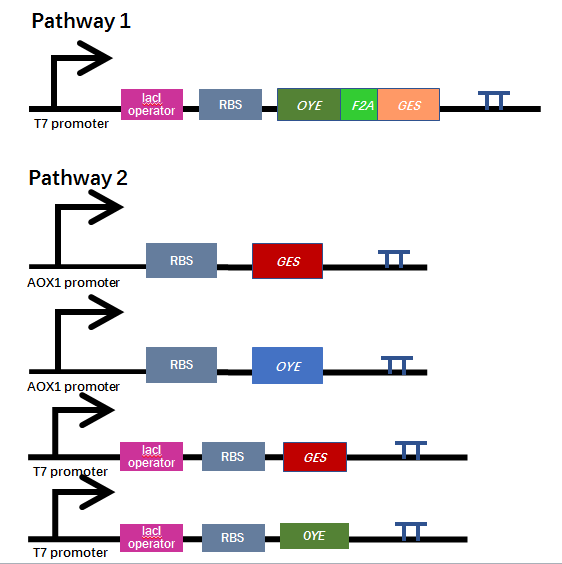 Pathway 1
lacI
operator
RBS
OYE
F2A
GES
T7 promoter
Pathway 2
RBS
GES
AOX1 promoter
RBS
OYE
AOX1 promoter
lacI
operator
RBS
GES
T7 promoter
lacI
operator
RBS
OYE
T7 promoter